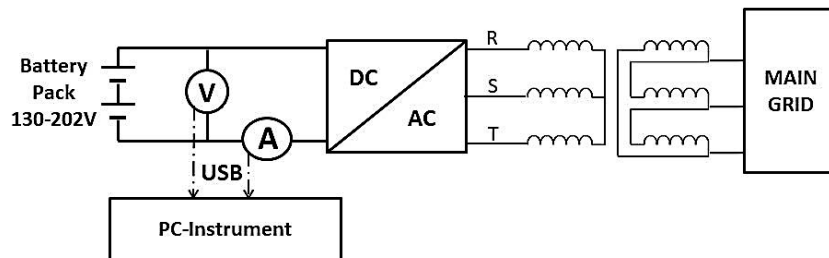 Battery
Pack
130-202V
V
A
USB
PC-Instrument
DC
AC
R
S
T
MAIN
GRID